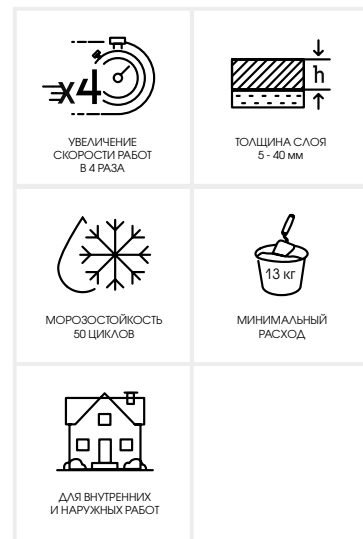 x4
УВЕЛИЧЕНИЕ
СКОРОСТИ РАБОТ
В 4 РАЗА
h
ТОЛЩИНА СЛОЯ
5 - 40 мм
МОРОЗОСТОЙКОСТЬ
50 ЦИКЛОВ
13 кг
МИНИМАЛЬНЫЙ
РАСХОД
ДЛЯ ВНУТРЕННИХ
И НАРУЖНЫХ РАБОТ